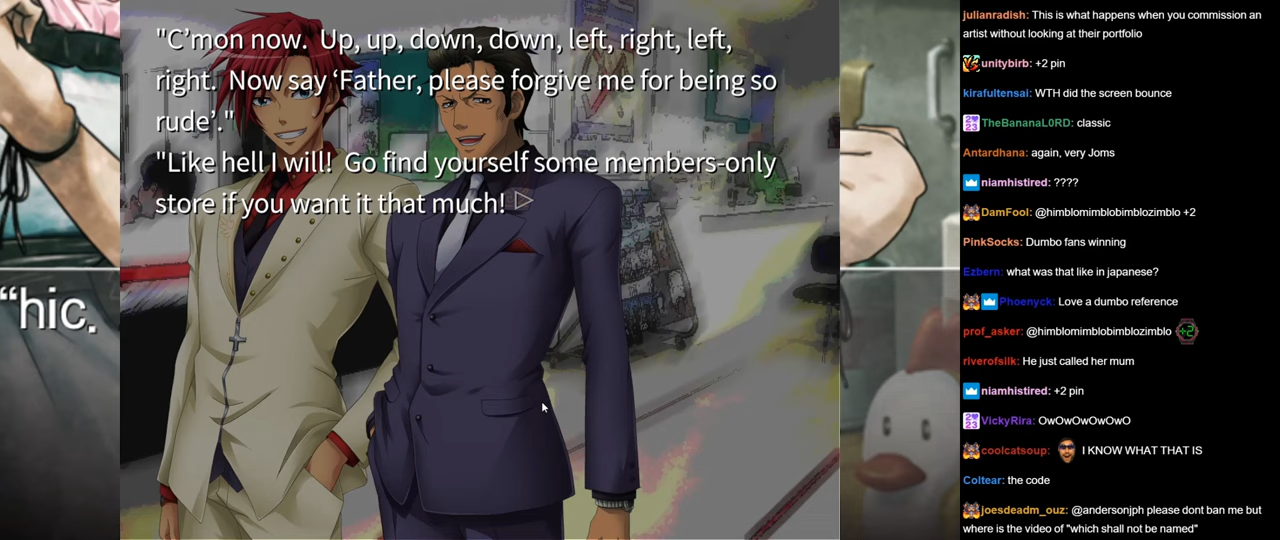 "C'mon now. Up, up, down, down, left, right, left,
right. Now say ‘Father, please forgive me for being so
rude’."
"Like hell I will! Go find yourself some members-only
store if you want it that much!
“hic.
julianradish: This is what happens when you commission an
artist without looking at their portfolio
unitybirb: +2 pin
kirafultensai: WTH did the screen bounce
TheBananaL0RD: classic
Antardhana: again, very Joms
niamhistired: ????
DamFool: @himblomimblobimblozimblo +2
PinkSocks: Dumbo fans winning
Ezbern: what was that like in japanese?
Phoenyck: Love a dumbo reference
prof_asker: @himblomimblobimblozimblo +2
riverofsilk: He just called her mum
niamhistired: +2 pin
VickyRira: OwOwOwOwOwO
coolcatsoup: I KNOW WHAT THAT IS
Coltear: the code
joesdeadm_ouz: @andersonjph please dont ban me but
where is the video of "which shall not be named"